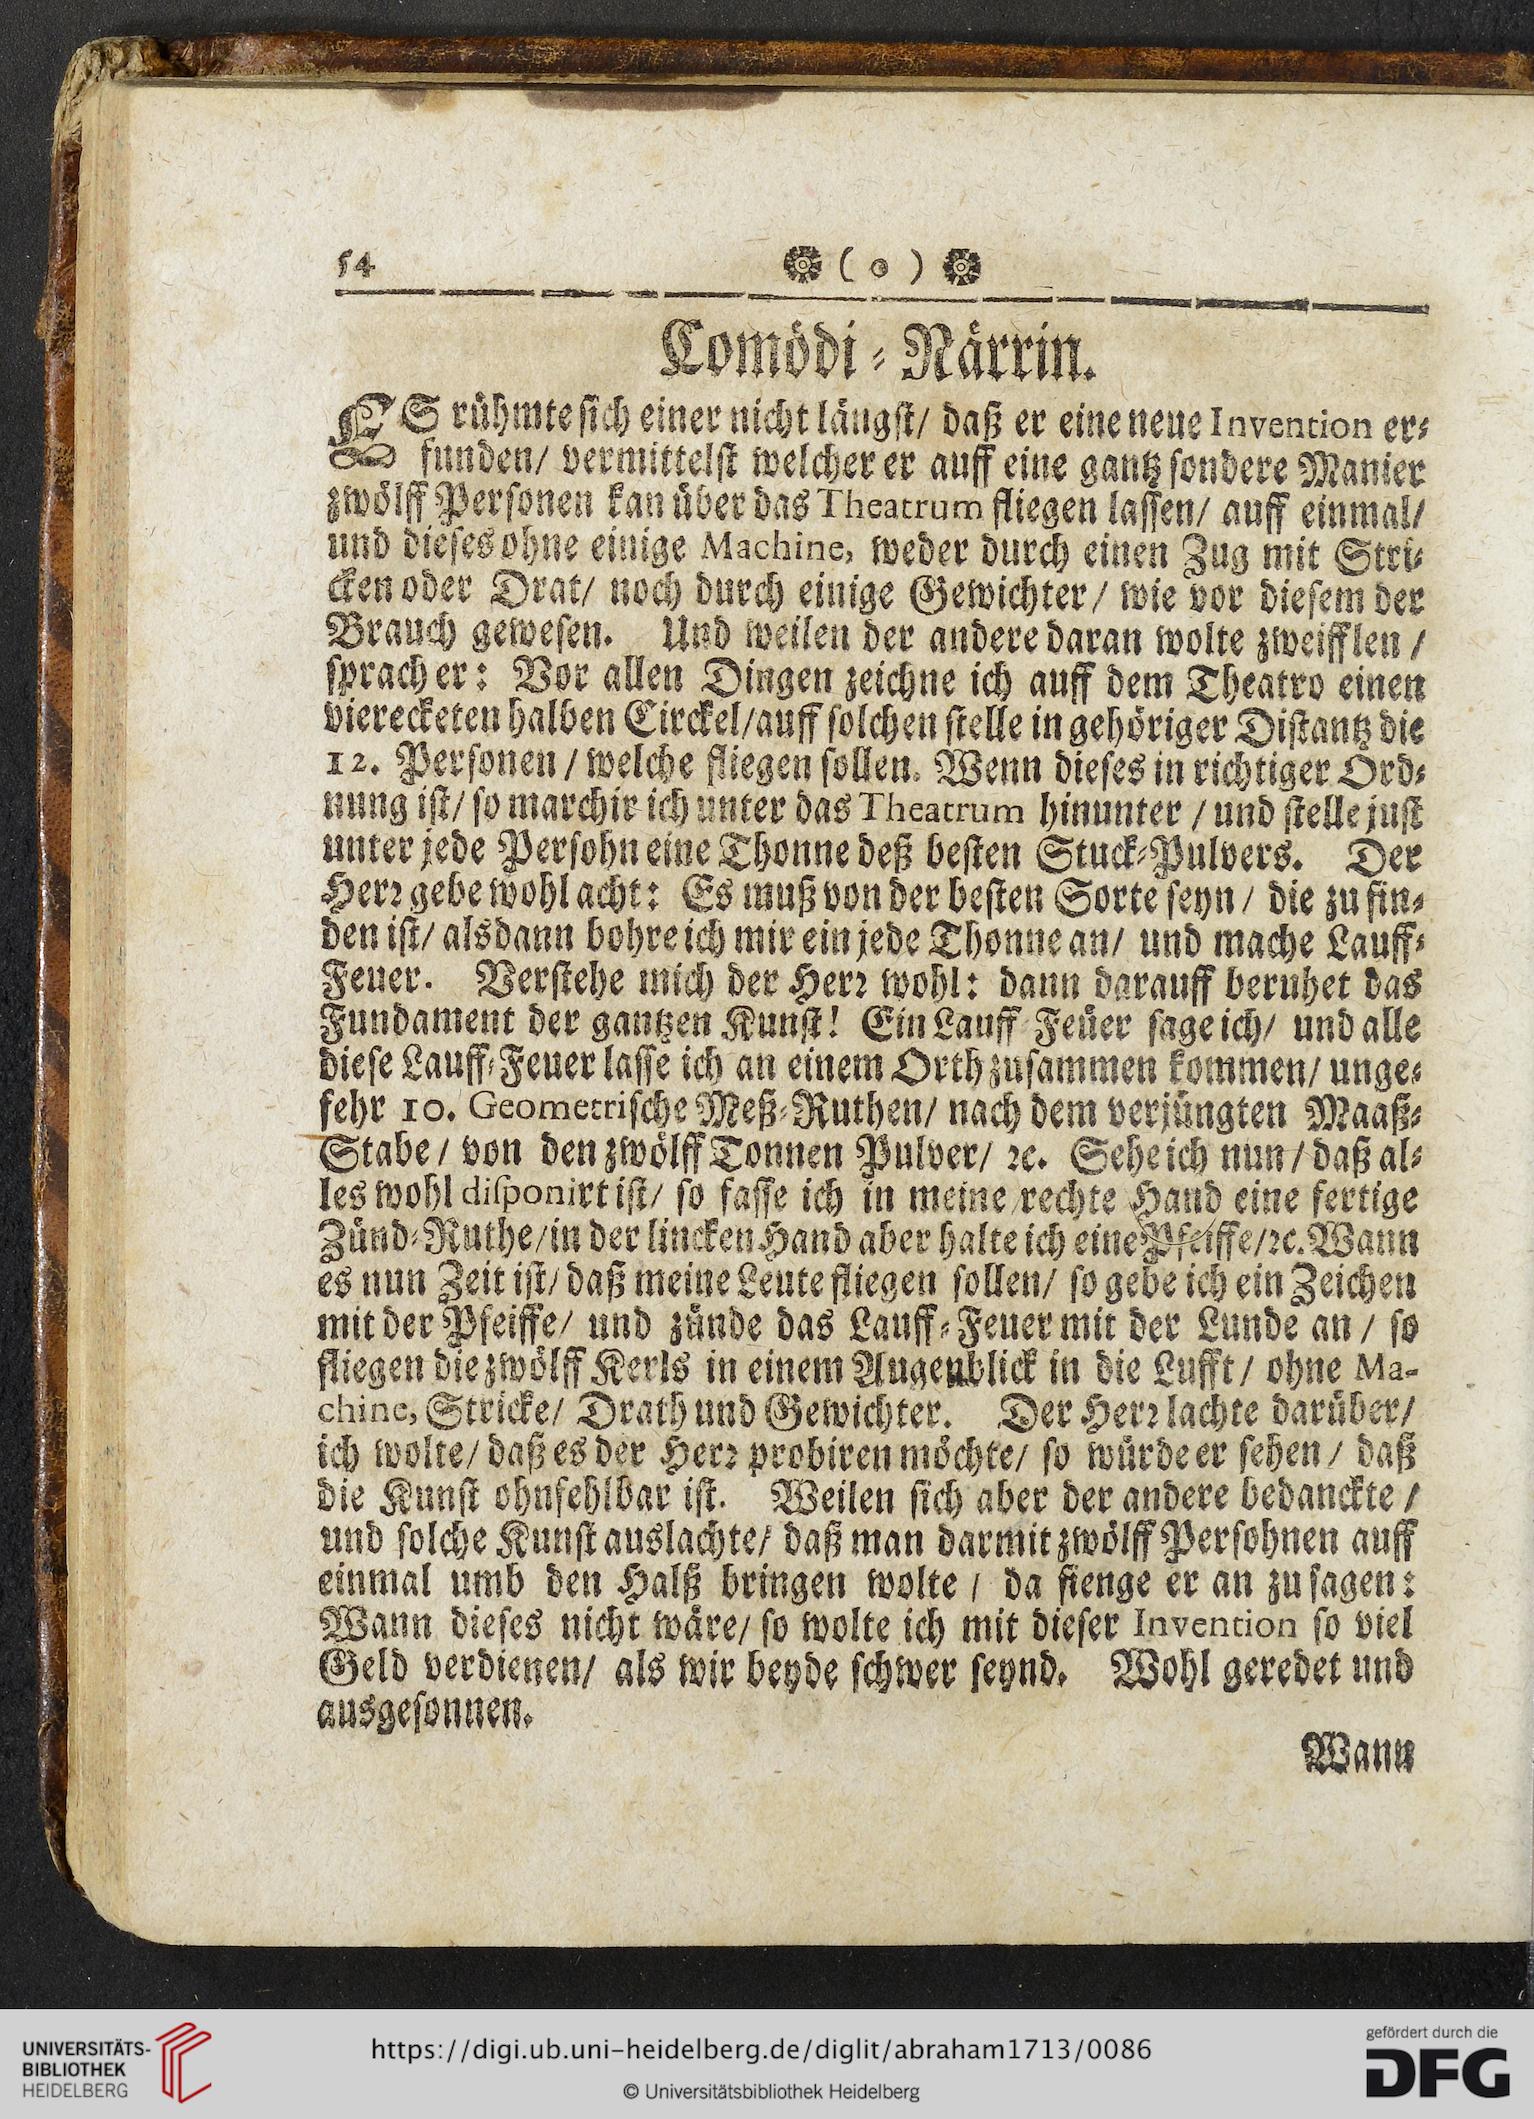 54 ❁ ( o ) ❁
Comödi⸗Närrin.
ES rühmte sich einer nicht längst/ daß er eine neue Invention er⸗
funden/ vermittelst welcher er auff eine gantz sondere Manier
zwölff Personen kan über das Theatrum fliegen lassen/ auff einmal/
und dieses ohne einige Machine, weder durch einen Zug mit Stri⸗
cken oder Drat/ noch durch einige Gewichter/ wie vor diesem der
Brauch gewesen. Und weilen der andere daran wolte zweifflen /
sprach er: Vor allen Dingen zeichne ich auff dem Theatro einen
viereckten halben Circkel/auff solchen stelle in gehöriger Distantz die
12. Personen / welche fliegen sollen. Wenn dieses in richtiger Ord⸗
nung ist/ so marchir ich unter das Theatrum hinunter / und stelle just
unter jede Persohn eine Thonne deß besten Stuck⸗Pulvers. Der
Herꝛ gebe wohl acht: Es muß von der besten Sorte seyn/ die zu fin⸗
den ist/ alsdann bohre ich mir ein jede Thonne an/ und mache Lauff⸗
Feuer. Verstehe mich der Herꝛ wohl: dann darauff beruhet das
Fundament der gantzen Kunst! Ein Lauff Feüer sage ich/ und alle
diese Lauff⸗Feuer lasse ich an einem Orth zusammen kommen/ unge⸗
fehr 10. Geometrische Meß⸗Ruthen/ nach dem verjüngten Maaß⸗
Stabe / von den zwölff Tonnen Pulver/ ꝛc. Sehe ich nun / daß al⸗
les wohl disponirt ist/ so fasse ich in meine rechte Hand eine fertige
Zünd⸗Ruthe/in der lincken Hand aber halte ich eine Pfeiffe/ꝛc. Wann
es nun Zeit ist/ daß meine Leute fliegen sollen/ so gebe ich ein Zeichen
mit der Pfeiffe/ und zünde das Lauff⸗Feuer mit der Lunde an / so
fliegen die zwölff Kerls in einem Augenblick in die Lufft/ ohne Ma-
chine, Stricke/ Drath und Gewichter. Der Herꝛ lachte darüber/
ich wolte/ daß es der Herꝛ probiren möchte/ so würde er sehen / daß
die Kunst ohnfehlbar ist. Weilen sich aber der andere bedanckte /
und solche Kunst auslachte/ daß man darmit zwölff Persohnen auff
einmal umb den Halß bringen wolte / da fienge er an zu sagen:
Wann dieses nicht wäre/ so wolte ich mit dieser Invention so viel
Geld verdienen/ als wir beyde schwer seynd. Wohl geredet und
ausgesonnen.
Wann
UNIVERSITÄTS-
BIBLIOTHEK
HEIDELBERG
https://digi.ub.uni-heidelberg.de/diglit/abraham1713/0086
© Universitätsbibliothek Heidelberg
gefördert durch die
DFG